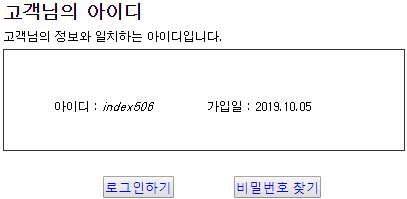 고객님의 아이디
고객님의 정보와 일치하는 아이디입니다.
아이디 : index506 가입일 : 2019.10.05
로그인하기 비밀번호 찾기